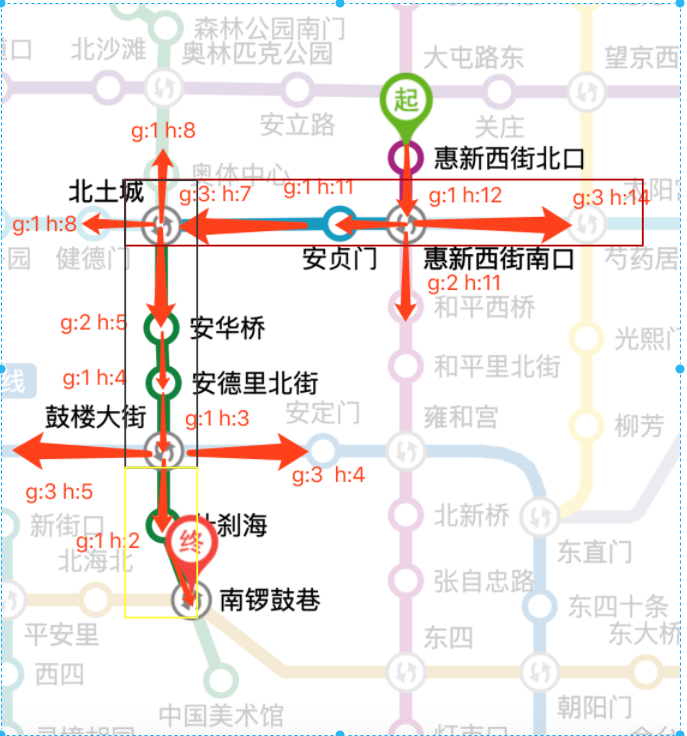 森林公园南门
北沙滩
奥林匹克公园
大屯路东
望京西
安立路
起
关庄
g:1 h:8
惠新西街北口
奥体中心
北土城
g:3: h:7
g:1 h:11
g:1 h:12
g:3 h:14
太阳宫
g:1 h:8
健德门
安贞门
惠新西街南口
芍药居
g:2 h:11
和平西桥
g:2 h:5
安华桥
光熙门
g:1 h:4
安德里北街
和平里北街
线
鼓楼大街
g:1 h:3
安定门
雍和宫
柳芳
g:3 h:5
g:3 h:4
新街口
g:1 h:2
什刹海
北新桥
终
北海北
东直门
南锣鼓巷
张自忠路
东四十条
平安里
东四
东大桥
西四
中国美术馆
朝阳门
灯市口